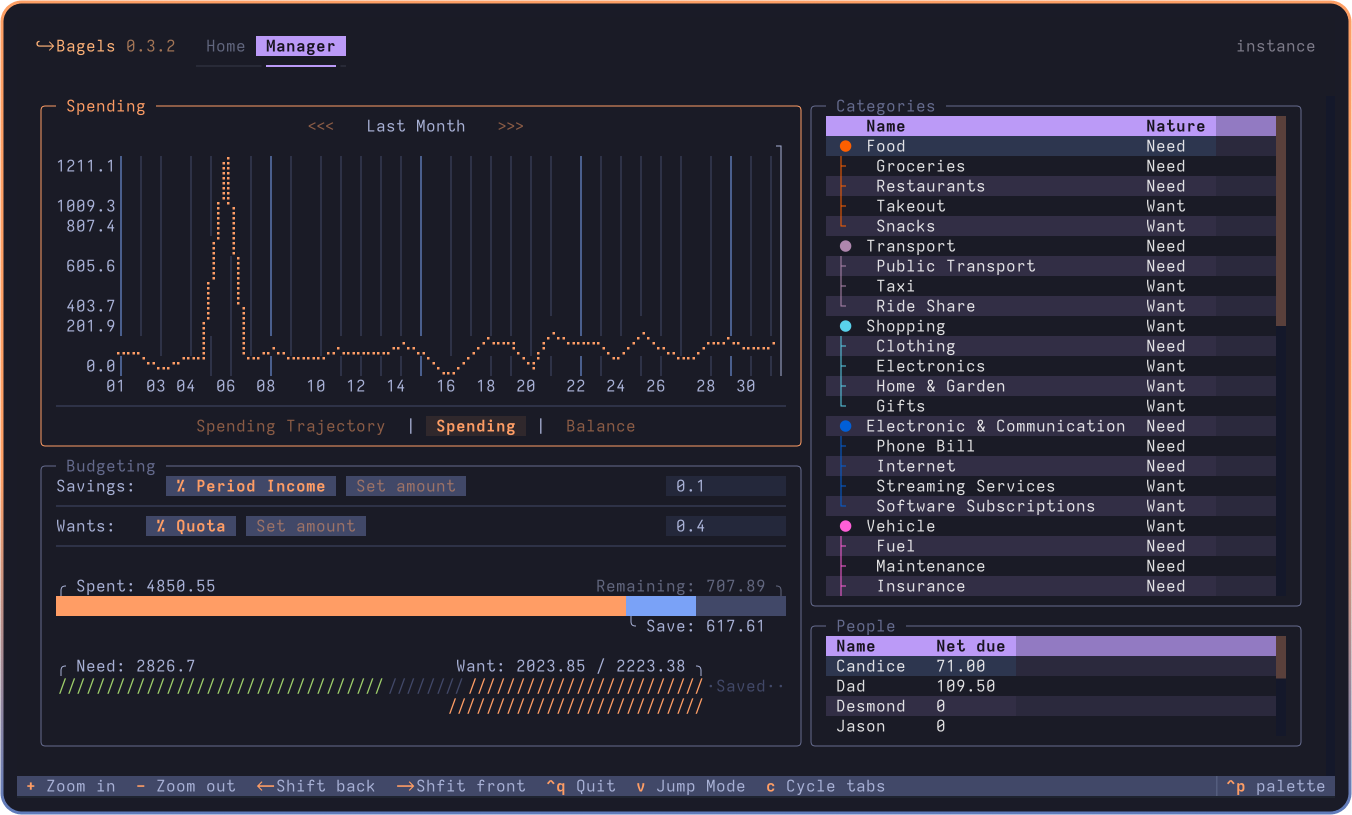 ↪Bagels 0.3.2 Home Manager instance
Spending
<<< Last Month >>>
1211.1
1009.3
807.4
605.6
403.7
201.9
0.0
01 03 04 06 08 10 12 14 16 18 20 22 24 26 28 30
Spending Trajectory | Spending | Balance
Budgeting
Savings: % Period Income Set amount 0.1
Wants: % Quota Set amount 0.4
Spent: 4850.55 Remaining: 707.89
Save: 617.61
Need: 2826.7 Want: 2023.85 / 2223.38
Saved
Categories
Name Nature
Food Need
Groceries Need
Restaurants Need
Takeout Want
Snacks Want
Transport Need
Public Transport Need
Taxi Want
Ride Share Want
Shopping Want
Clothing Need
Electronics Want
Home & Garden Want
Gifts Want
Electronic & Communication Need
Phone Bill Need
Internet Need
Streaming Services Want
Software Subscriptions Want
Vehicle Want
Fuel Need
Maintenance Need
Insurance Need
People
Name Net due
Candice 71.00
Dad 109.50
Desmond 0
Jason 0
+ Zoom in - Zoom out ←Shift back →Shfit front ^q Quit v Jump Mode c Cycle tabs ^p palette